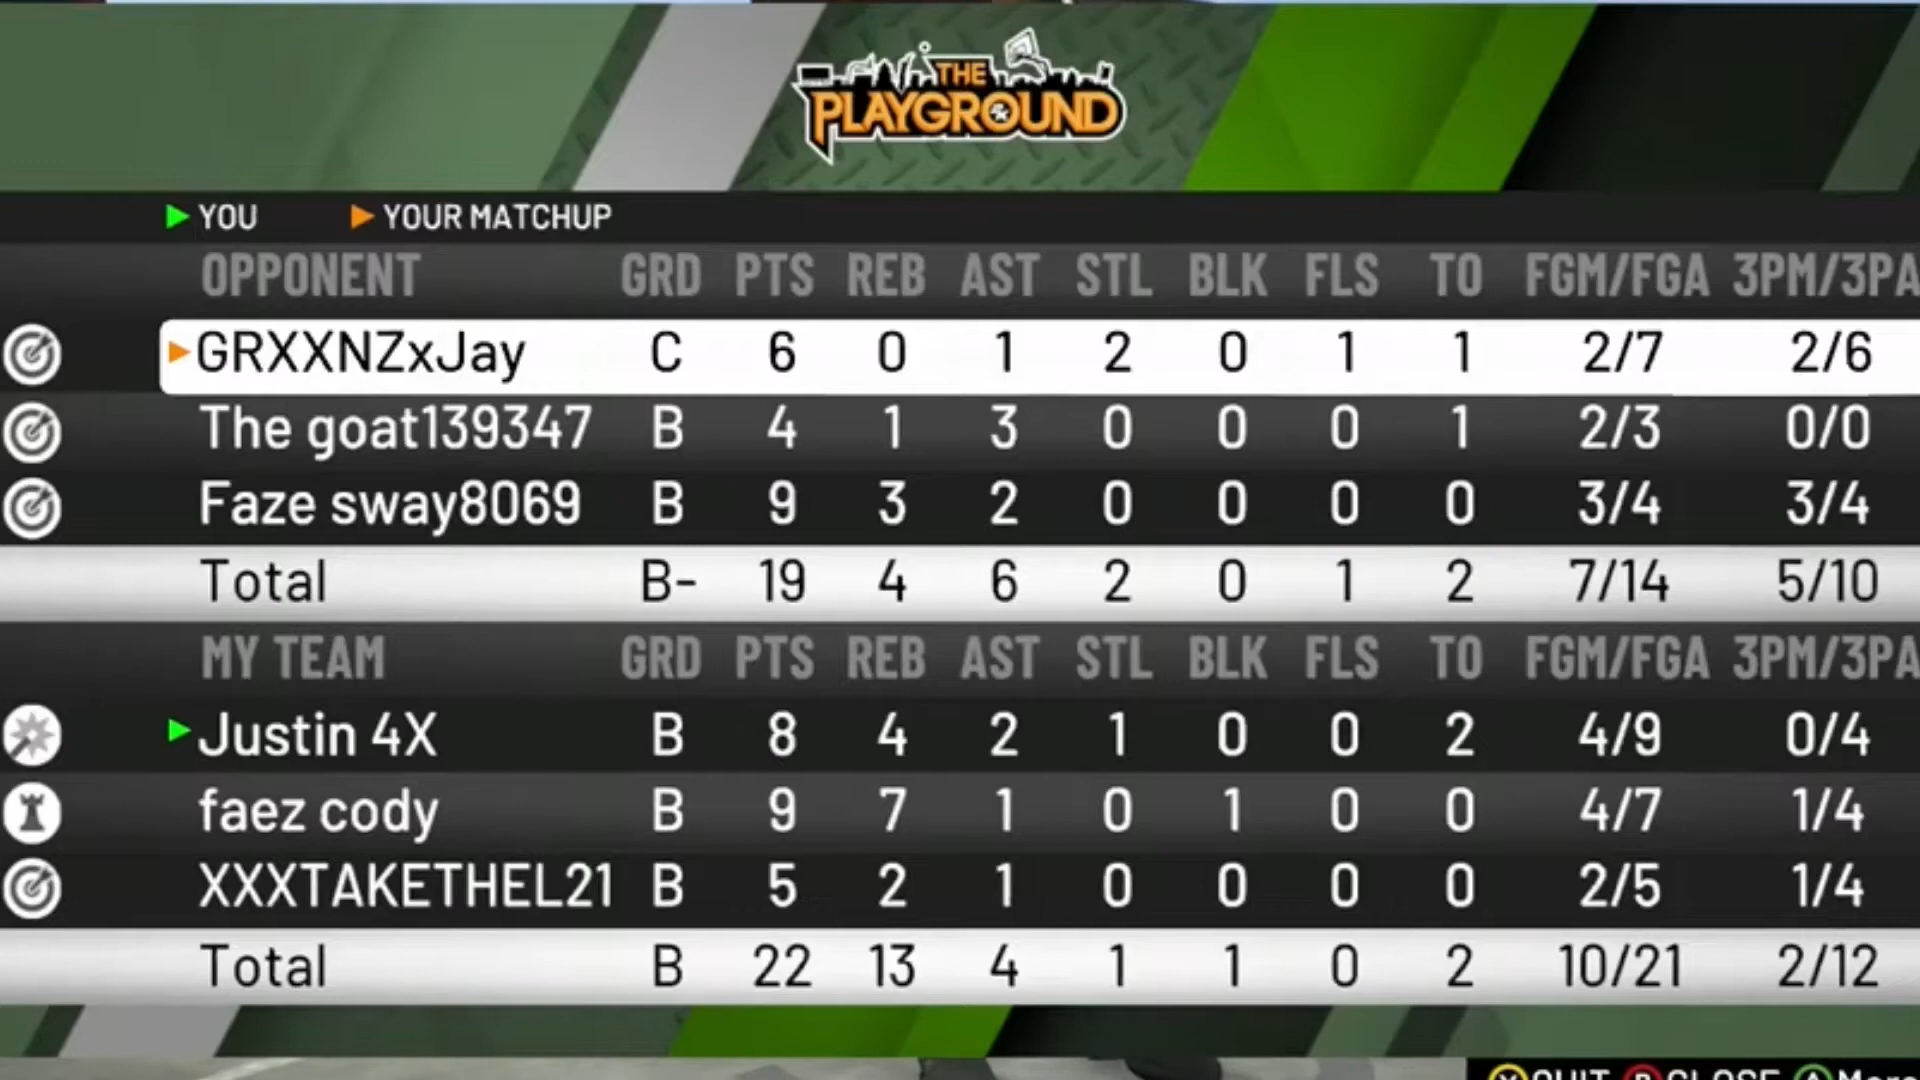 THE
PLAYGROUND
YOU YOUR MATCHUP
OPPONENT GRD PTS REB AST STL BLK FLS TO FGM/FGA 3PM/3PA
GRXXNZxJay C 6 0 1 2 0 1 1 2/7 2/6
The goat139347 B 4 1 3 0 0 0 1 2/3 0/0
Faze sway8069 B 9 3 2 0 0 0 0 3/4 3/4
Total B- 19 4 6 2 0 1 2 7/14 5/10
MY TEAM GRD PTS REB AST STL BLK FLS TO FGM/FGA 3PM/3PA
Justin 4X B 8 4 2 1 0 0 2 4/9 0/4
faez cody B 9 7 1 0 1 0 0 4/7 1/4
XXXTAKETHEL21 B 5 2 1 0 0 0 0 2/5 1/4
Total B 22 13 4 1 1 0 2 10/21 2/12
QUIT B CLOSE A More